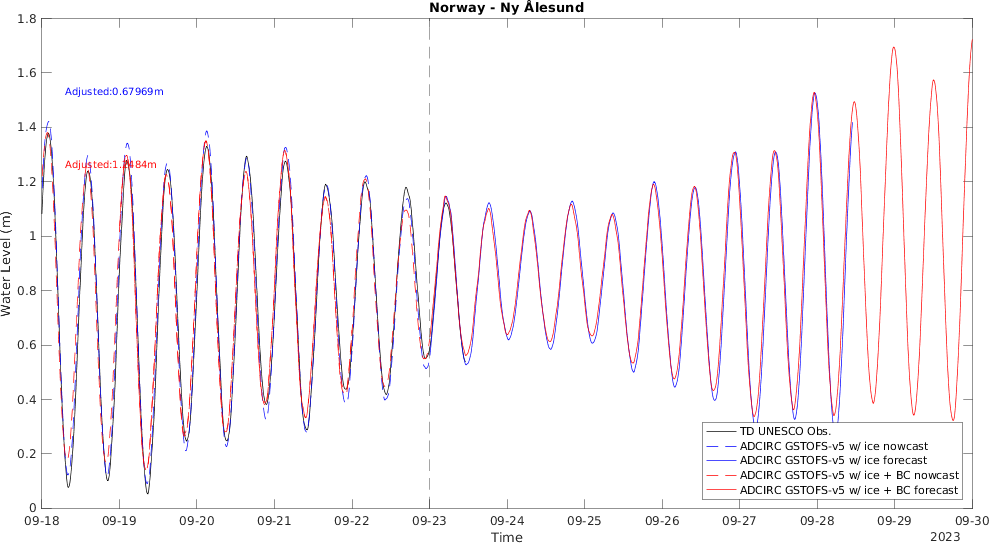 Norway - Ny Ålesund
1.8
1.6
1.4
1.2
1
0.8
0.6
0.4
0.2
0
Water Level (m)
Adjusted:0.67969m
TD UNESCO Obs.
ADCIRC GSTOFS-v5 w/ ice nowcast
ADCIRC GSTOFS-v5 w/ ice forecast
ADCIRC GSTOFS-v5 w/ ice + BC nowcast
ADCIRC GSTOFS-v5 w/ ice + BC forecast
09-18 09-19 09-20 09-21 09-22 09-23 09-24 09-25 09-26 09-27 09-28 09-29 09-30
Time
2023